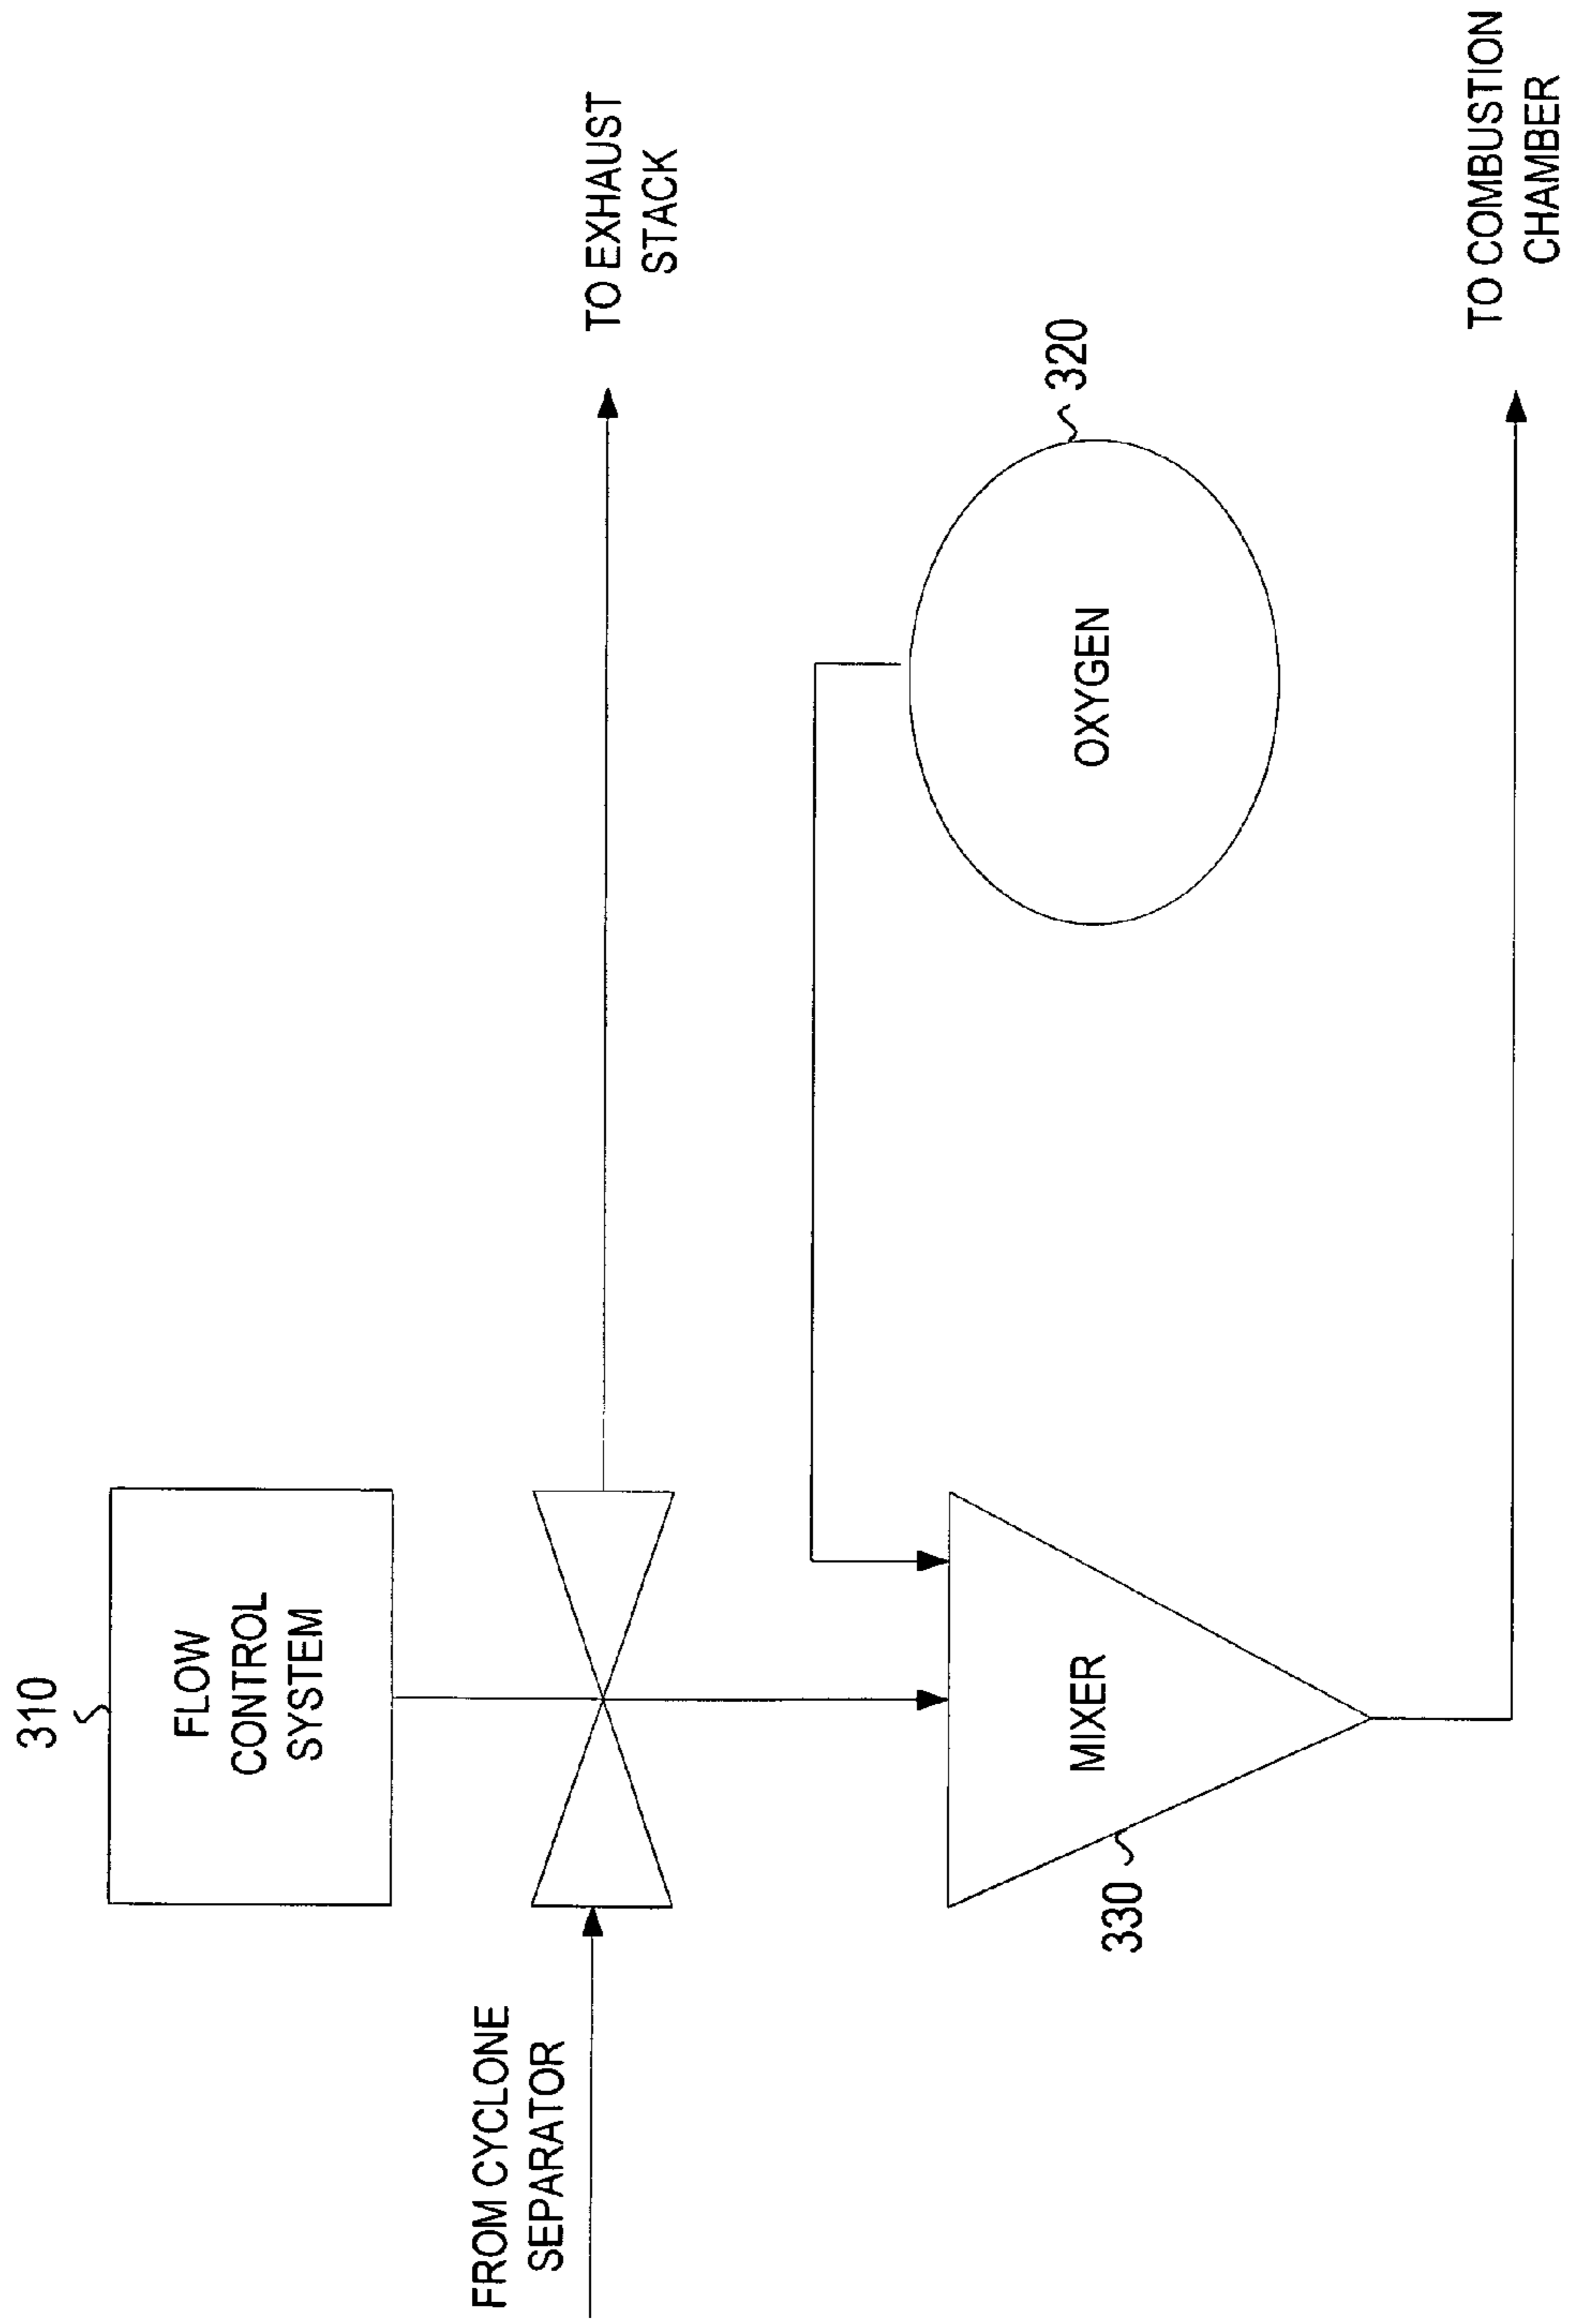 310
FLOW
CONTROL
SYSTEM
FROM CYCLONE
SEPARATOR
TO EXHAUST
STACK
320
OXYGEN
MIXER
330
TO COMBUSTION
CHAMBER